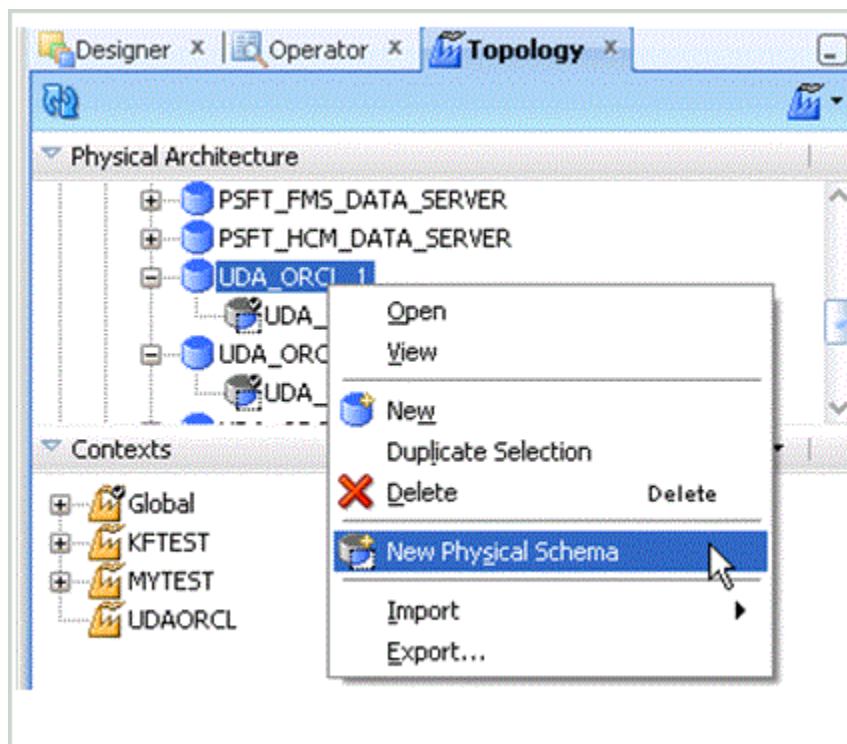 Designer x Operator x Topology x
Physical Architecture
PSFT_FMS_DATA_SERVER
PSFT_HCM_DATA_SERVER
UDA_ORCL_1
UDA_
UDA_ORC
UDA_
Contexts
Global
KFTEST
MYTEST
UDAORCL
Open
View
New
Duplicate Selection
Delete Delete
New Physical Schema
Import
Export...